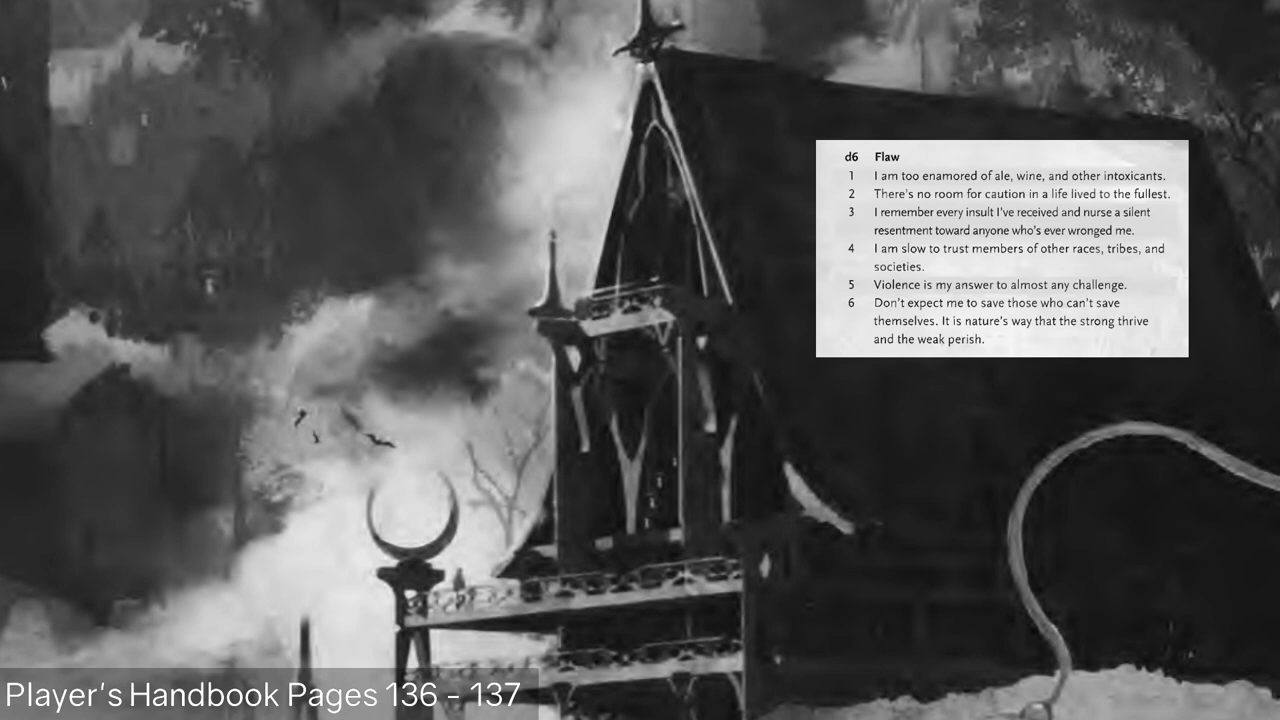 d6 Flaw
1 I am too enamored of ale, wine, and other intoxicants.
2 There's no room for caution in a life lived to the fullest.
3 I remember every insult I've received and nurse a silent
resentment toward anyone who's ever wronged me.
4 I am slow to trust members of other races, tribes, and
societies.
5 Violence is my answer to almost any challenge.
6 Don't expect me to save those who can't save
themselves. It is nature's way that the strong thrive
and the weak perish.
Player's Handbook Pages 136 - 137